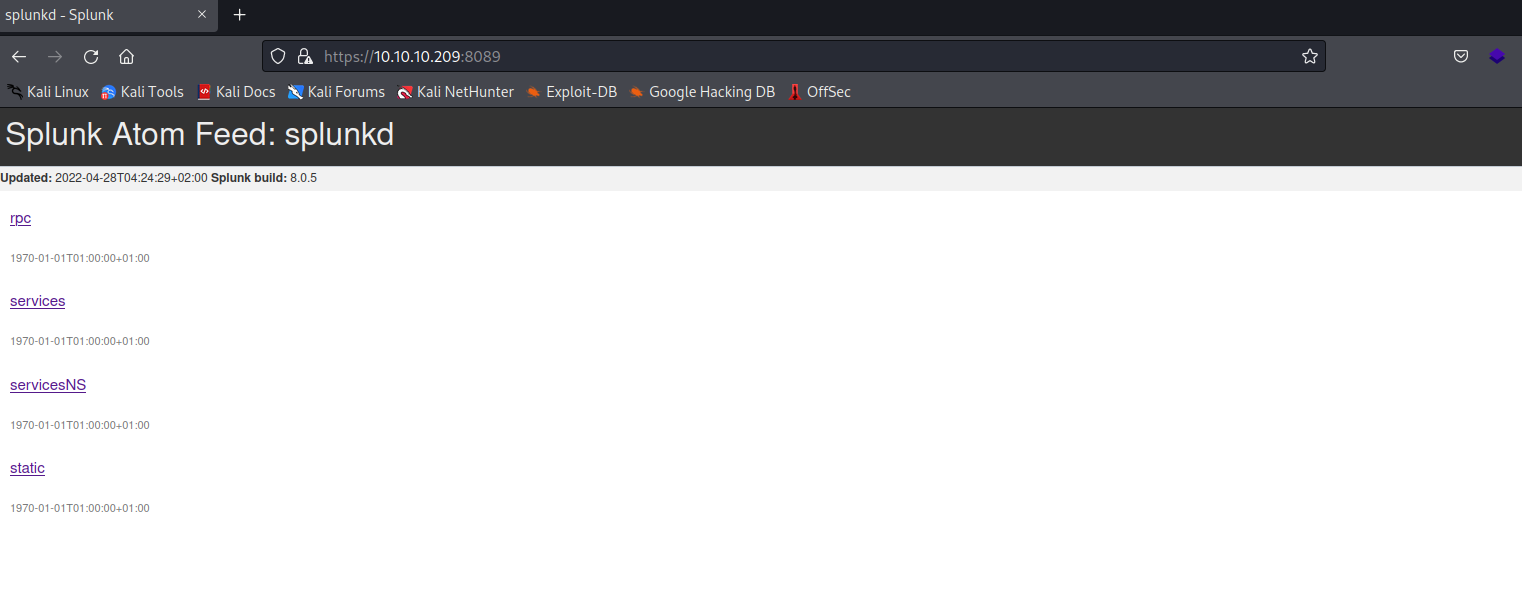 splunkd - Splunk
https://10.10.10.209:8089
Kali Linux Kali Tools Kali Docs Kali Forums Kali NetHunter Exploit-DB Google Hacking DB OffSec
Splunk Atom Feed: splunkd
Updated: 2022-04-28T04:24:29+02:00 Splunk build: 8.0.5
rpc
1970-01-01T01:00:00+01:00
services
1970-01-01T01:00:00+01:00
servicesNS
1970-01-01T01:00:00+01:00
static
1970-01-01T01:00:00+01:00